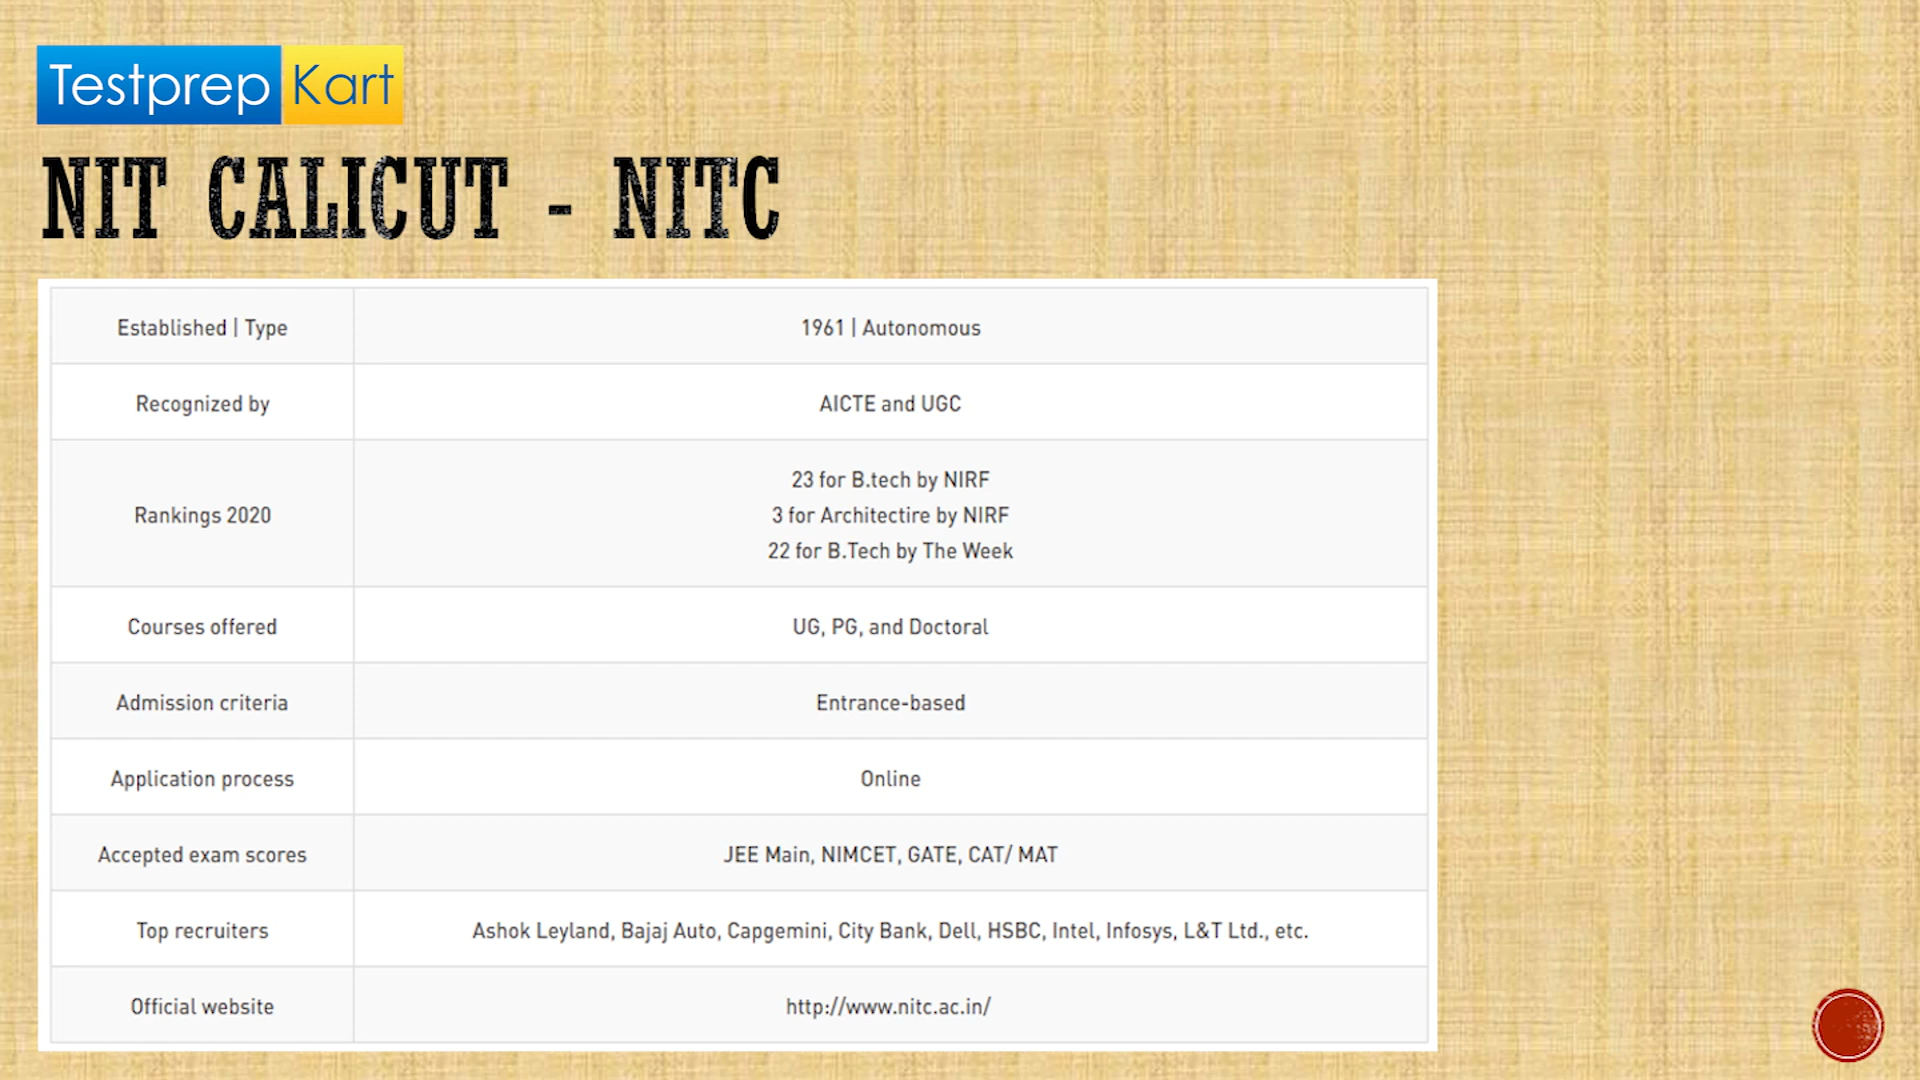 Testprep Kart
NIT CALICUT - NITC
Established | Type
1961 | Autonomous
Recognized by
AICTE and UGC
Rankings 2020
23 for B.tech by NIRF
3 for Architectire by NIRF
22 for B.Tech by The Week
Courses offered
UG, PG, and Doctoral
Admission criteria
Entrance-based
Application process
Online
Accepted exam scores
JEE Main, NIMCET, GATE, CAT/ MAT
Top recruiters
Ashok Leyland, Bajaj Auto, Capgemini, City Bank, Dell, HSBC, Intel, Infosys, L&T Ltd., etc.
Official website
http://www.nitc.ac.in/